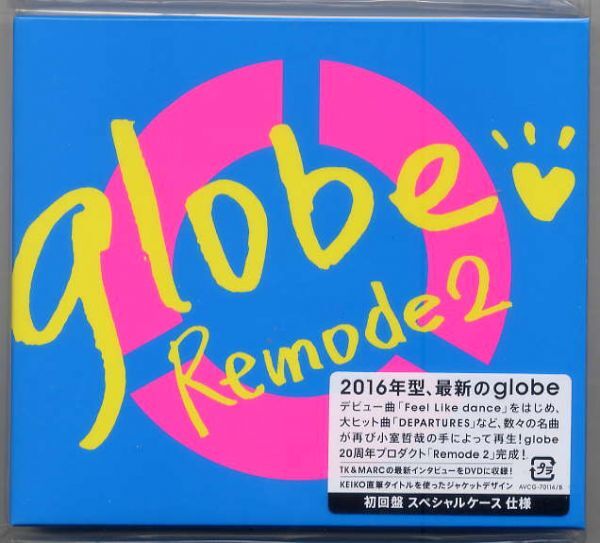 globe
Remode 2
2016年型、最新のglobe
デビュー曲「Feel Like dance」をはじめ、
大ヒット曲「DEPARTURES」など、数々の名曲
が再び小室哲哉の手によって再生！globe
20周年プロダクト「Remode 2」完成！
TK&MARCの最新インタビューをDVDに収録！
KEIKO直筆タイトルを使ったジャケットデザイン
プラ
AVCG-70114/B
初回盤 スペシャルケース 仕様